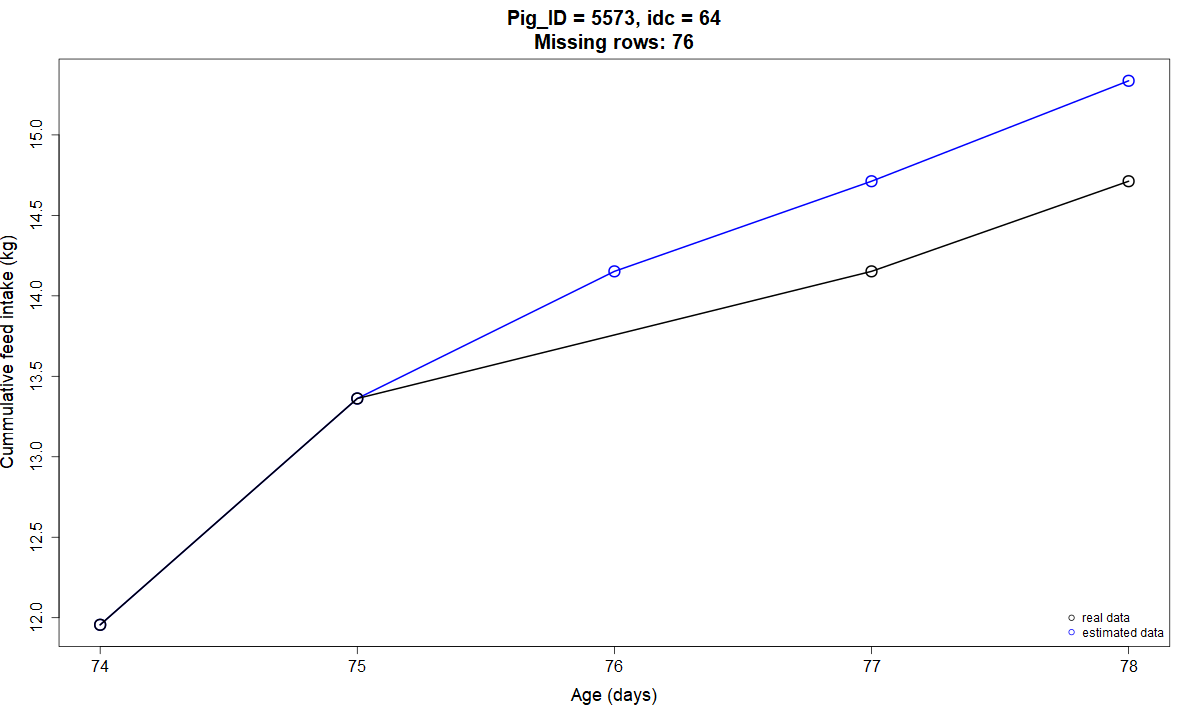 Pig_ID = 5573, idc = 64
Missing rows: 76
Cummulative feed intake (kg)
15.0
14.5
14.0
13.5
13.0
12.5
12.0
real data
estimated data
74 75 76 77 78
Age (days)